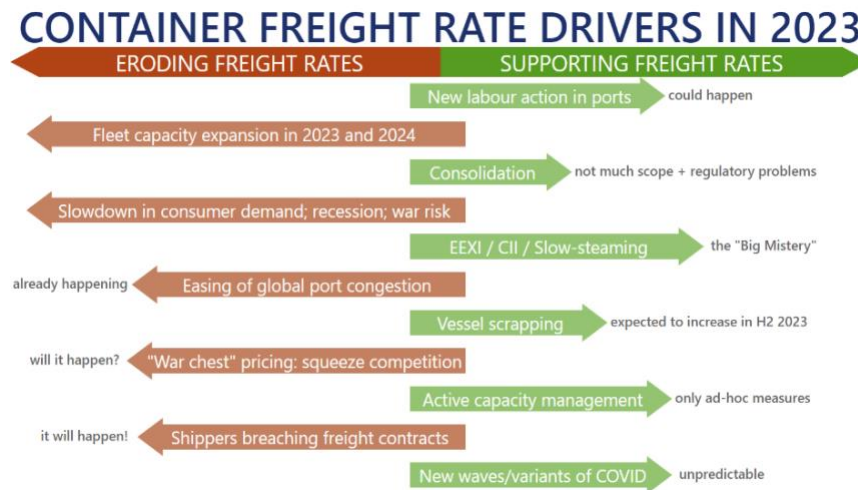 CONTAINER FREIGHT RATE DRIVERS IN 2023
ERODING FREIGHT RATES SUPPORTING FREIGHT RATES
New labour action in ports could happen
Fleet capacity expansion in 2023 and 2024
Consolidation not much scope + regulatory problems
Slowdown in consumer demand; recession; war risk
EEXI / CII / Slow-steaming the "Big Mistery"
already happening Easing of global port congestion
Vessel scrapping expected to increase in H2 2023
will it happen? "War chest" pricing: squeeze competition
Active capacity management only ad-hoc measures
it will happen! Shippers breaching freight contracts
New waves/variants of COVID unpredictable